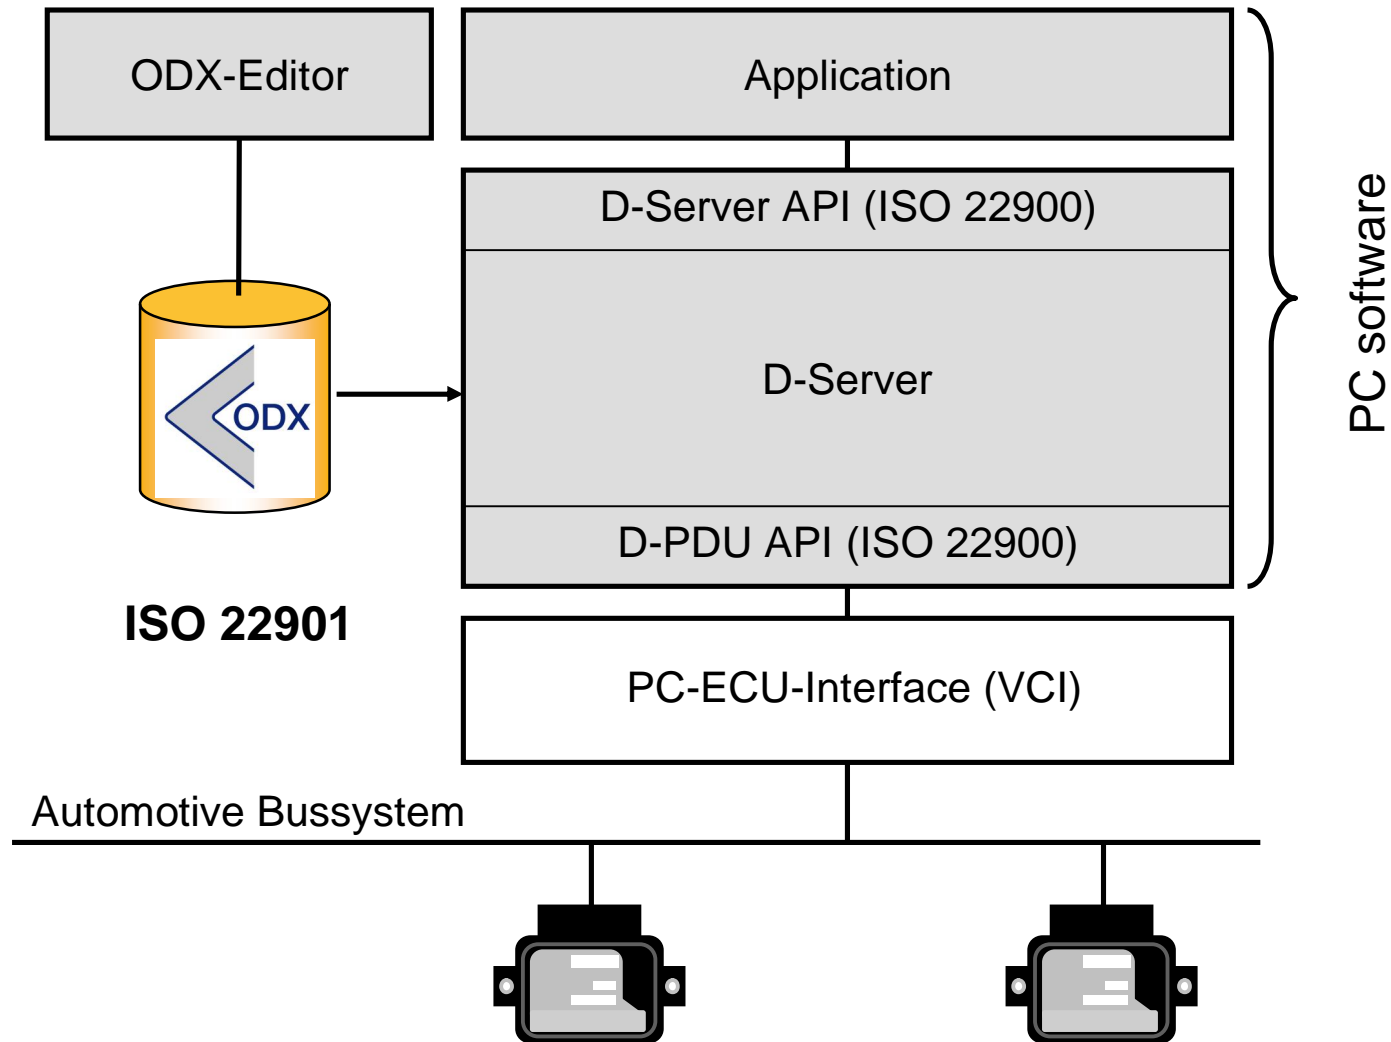 ODX-Editor
Application
D-Server API (ISO 22900)
D-Server
ODX
D-PDU API (ISO 22900)
PC software
ISO 22901
PC-ECU-Interface (VCI)
Automotive Bussystem